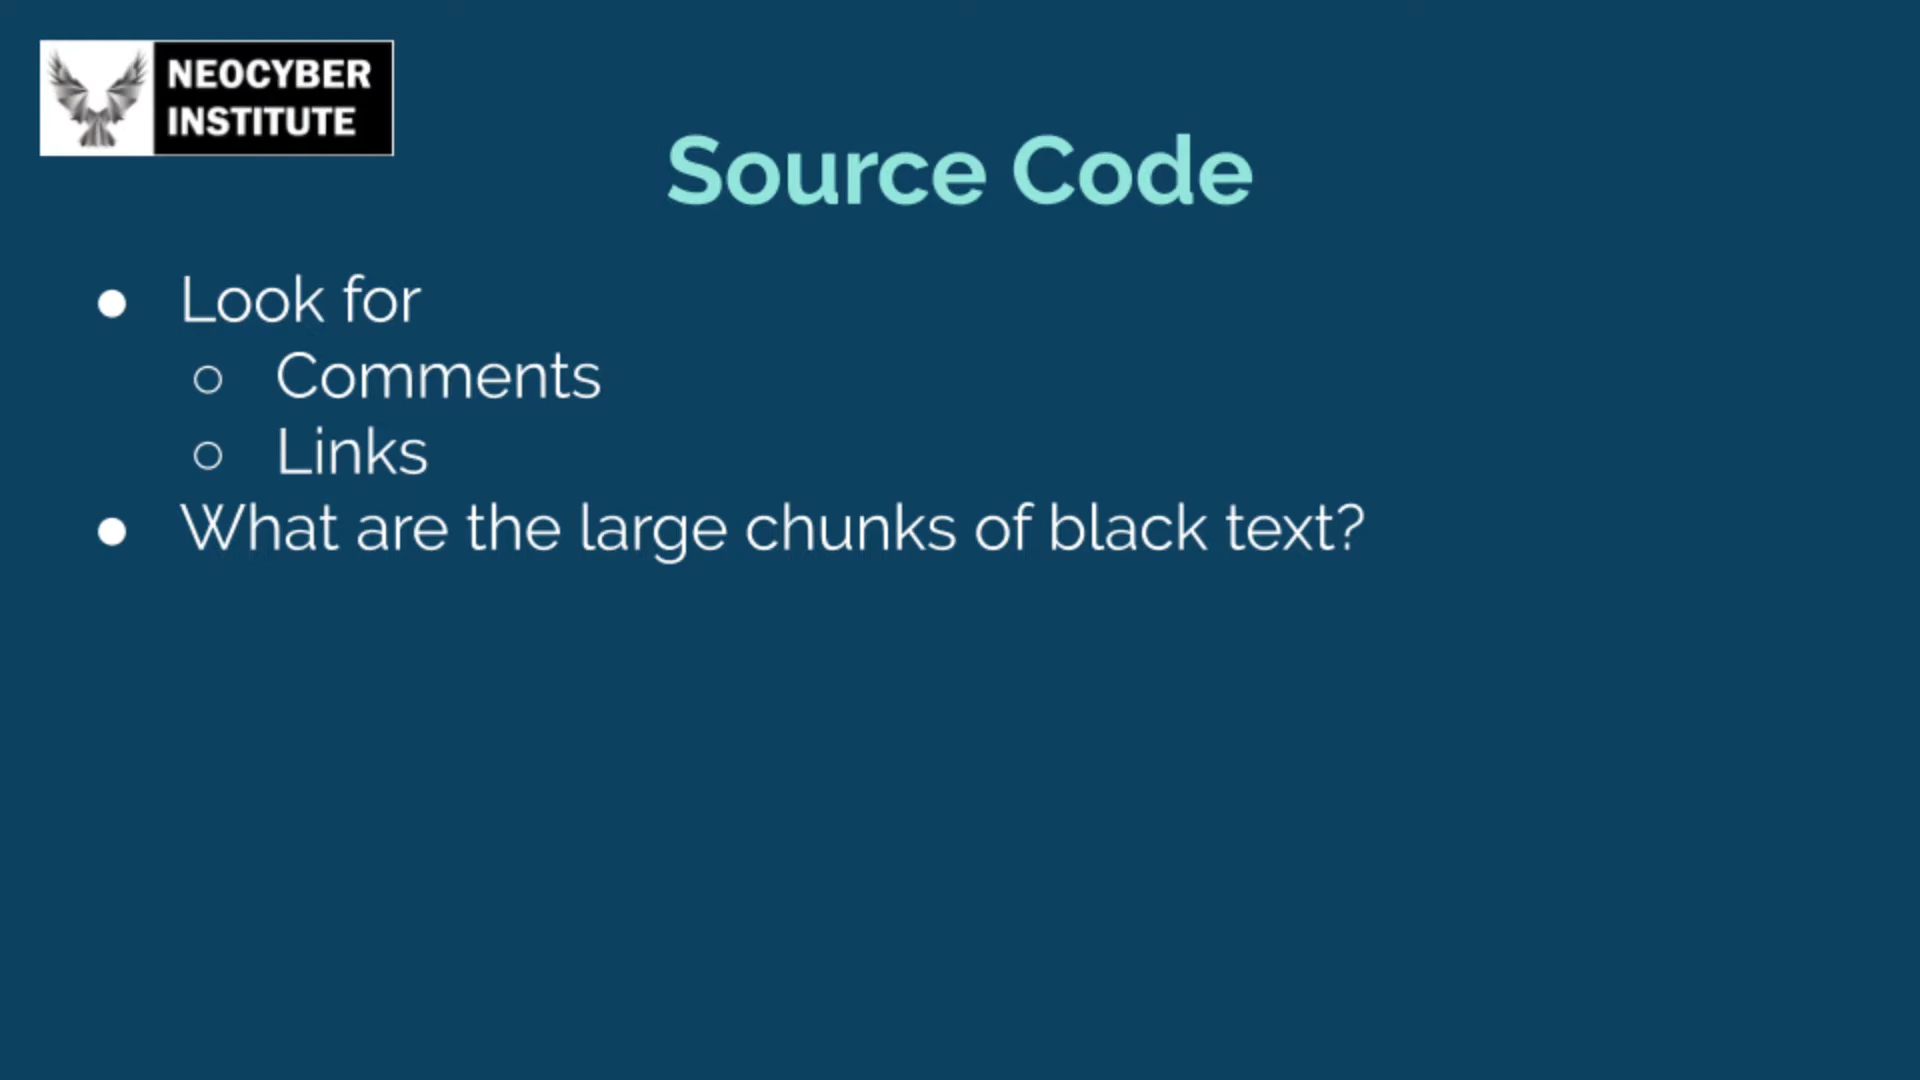 NEOCYBER
INSTITUTE
Source Code
● Look for
○ Comments
○ Links
● What are the large chunks of black text?